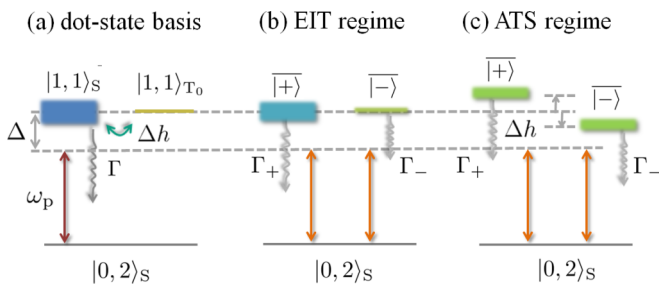 (a) dot-state basis
(b) EIT regime
(c) ATS regime
|1, 1⟩S
|1, 1⟩T₀
|+⟩
|−⟩
|+⟩
|−⟩
Δ
Δh
Δh
Γ
Γ+
Γ−
Γ+
Γ−
ωp
|0, 2⟩S
|0, 2⟩S
|0, 2⟩S